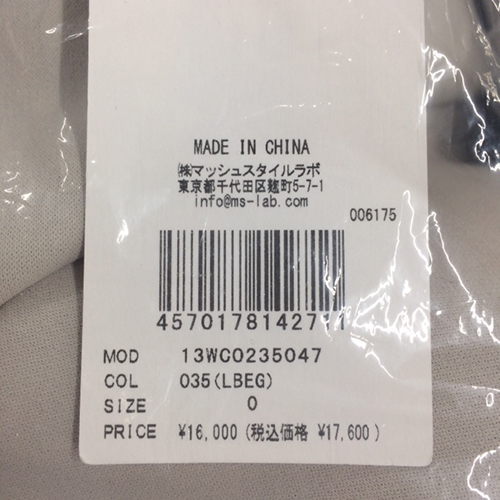 MADE IN CHINA
㈱マッシュスタイルラボ
東京都千代田区麹町5-7-1
info@ms-lab.com
006175
MOD 13WCO235047
COL 035(LBEG)
SIZE 0
PRICE ¥16,000(税込価格 ¥17,600)